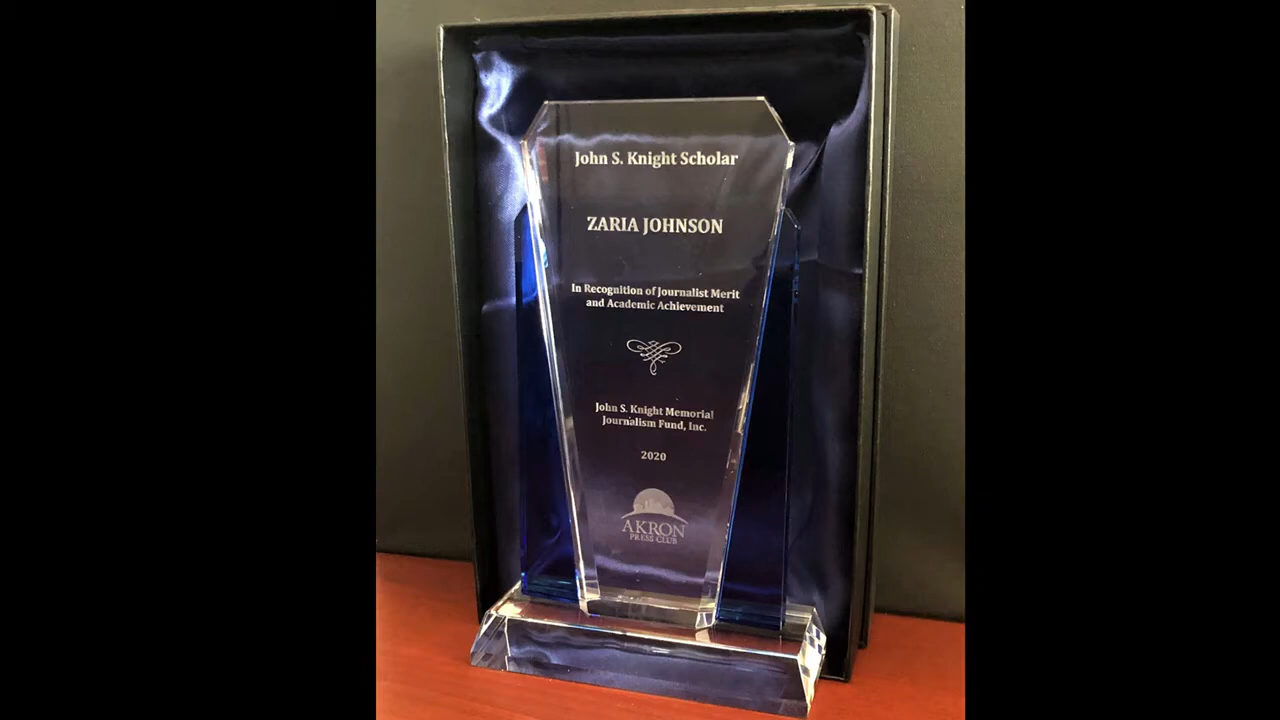 John S. Knight Scholar
ZARIA JOHNSON
In Recognition of Journalist Merit
and Academic Achievement
John S. Knight Memorial
Journalism Fund, Inc.
2020
AKRON
PRESS CLUB